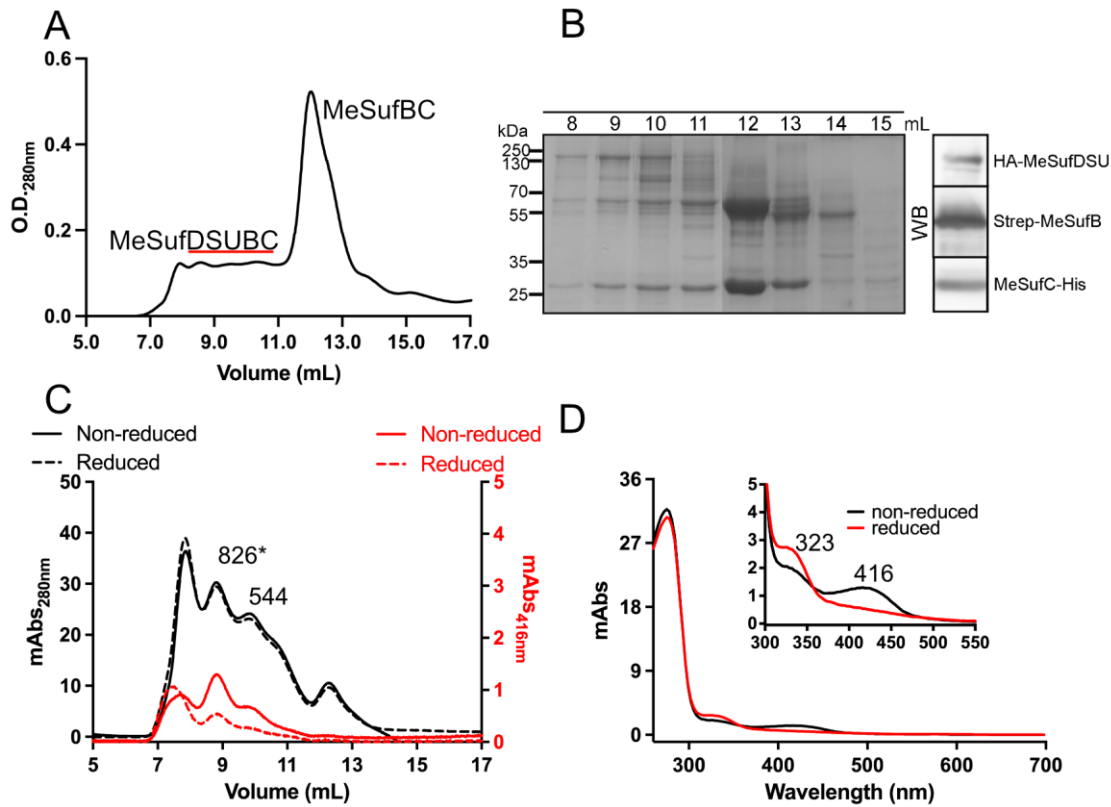 A
0.6
0.4
0.2
0.0
O.D.280nm
MeSufBC
MeSufDSUBC
5.0 7.0 9.0 11.0 13.0 15.0 17.0
Volume (mL)
B
8 9 10 11 12 13 14 15 mL
kDa
250
130
70
55
35
25
WB
HA-MeSufDSU
Strep-MeSufB
MeSufC-His
C
Non-reduced Non-reduced
Reduced Reduced
50
40
30
20
10
0
mAbs280nm
826*
544
5
4
3
2
1
0
mAbs416nm
5 7 9 11 13 15 17
Volume (mL)
D
36
27
18
9
0
mAbs
5
4
3
2
1
0
non-reduced
reduced
323
416
300 350 400 450 500 550
300 400 500 600 700
Wavelength (nm)